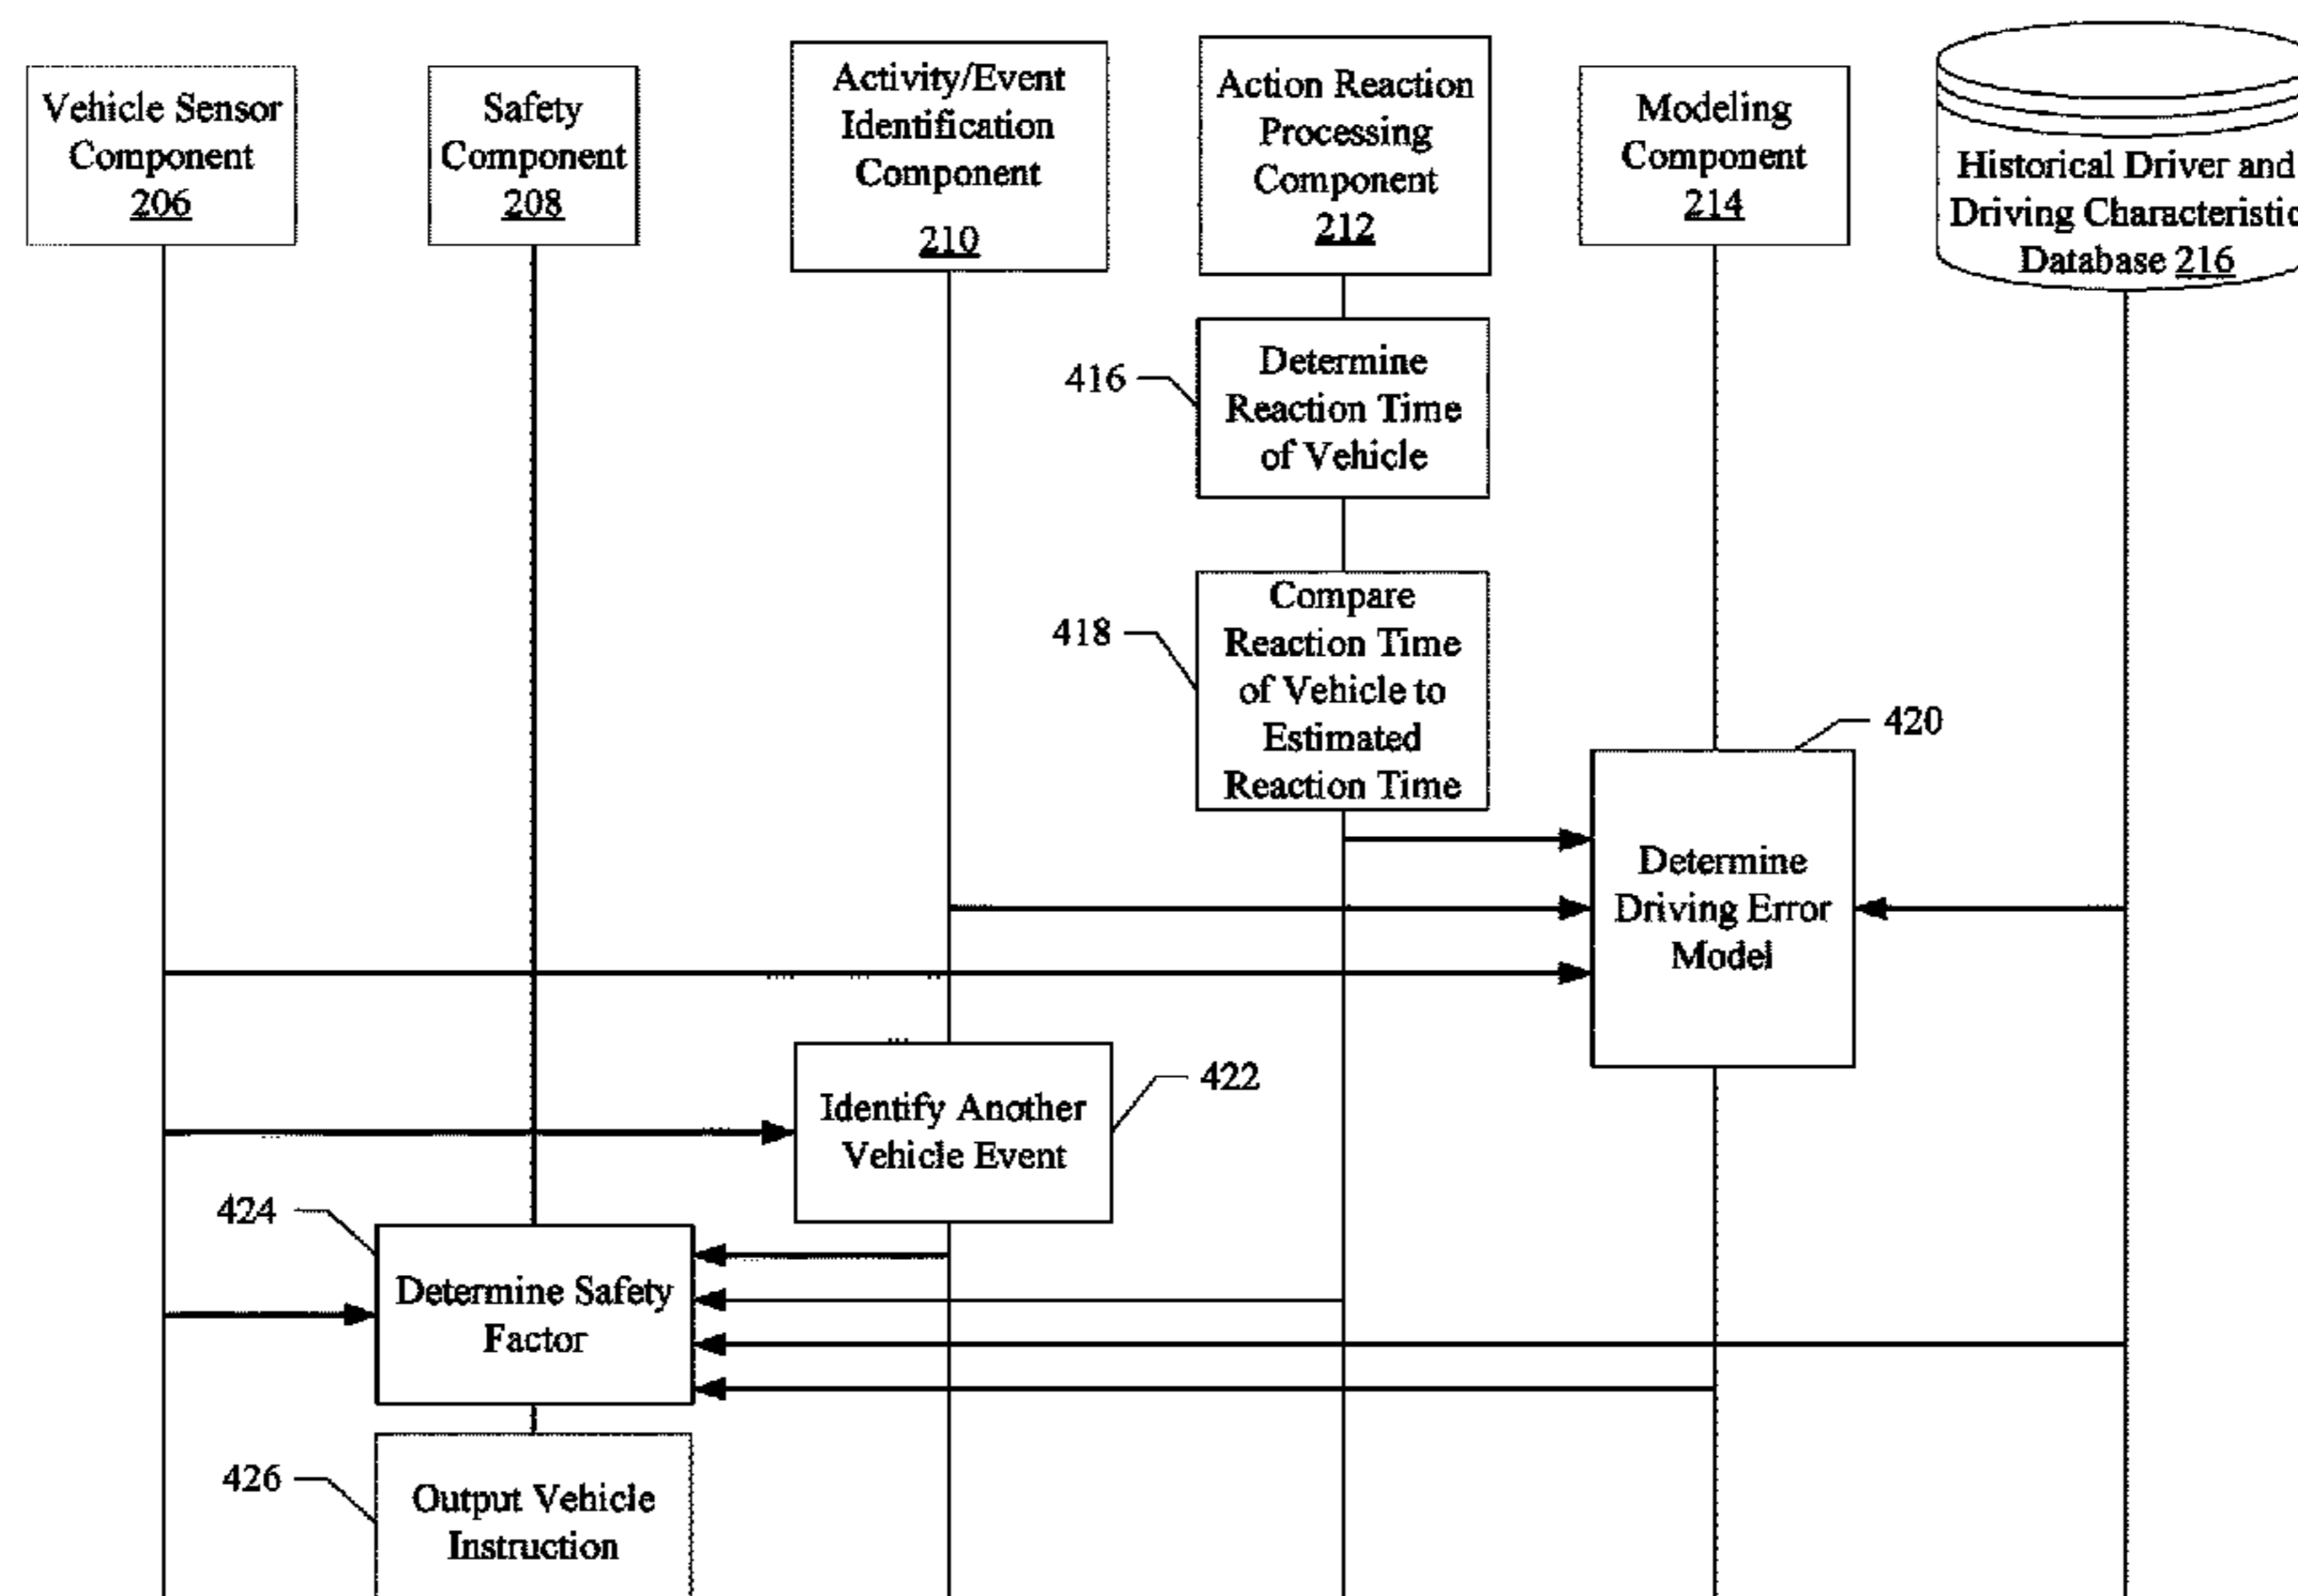 Vehicle Sensor
Component
206
Safety
Component
208
Activity/Event
Identification
Component
210
Action Reaction
Processing
Component
212
Modeling
Component
214
Historical Driver and
Driving Characteristic
Database 216
416
Determine
Reaction Time
of Vehicle
418
Compare
Reaction Time
of Vehicle to
Estimated
Reaction Time
420
Determine
Driving Error
Model
422
Identify Another
Vehicle Event
424
Determine Safety
Factor
426
Output Vehicle
Instruction